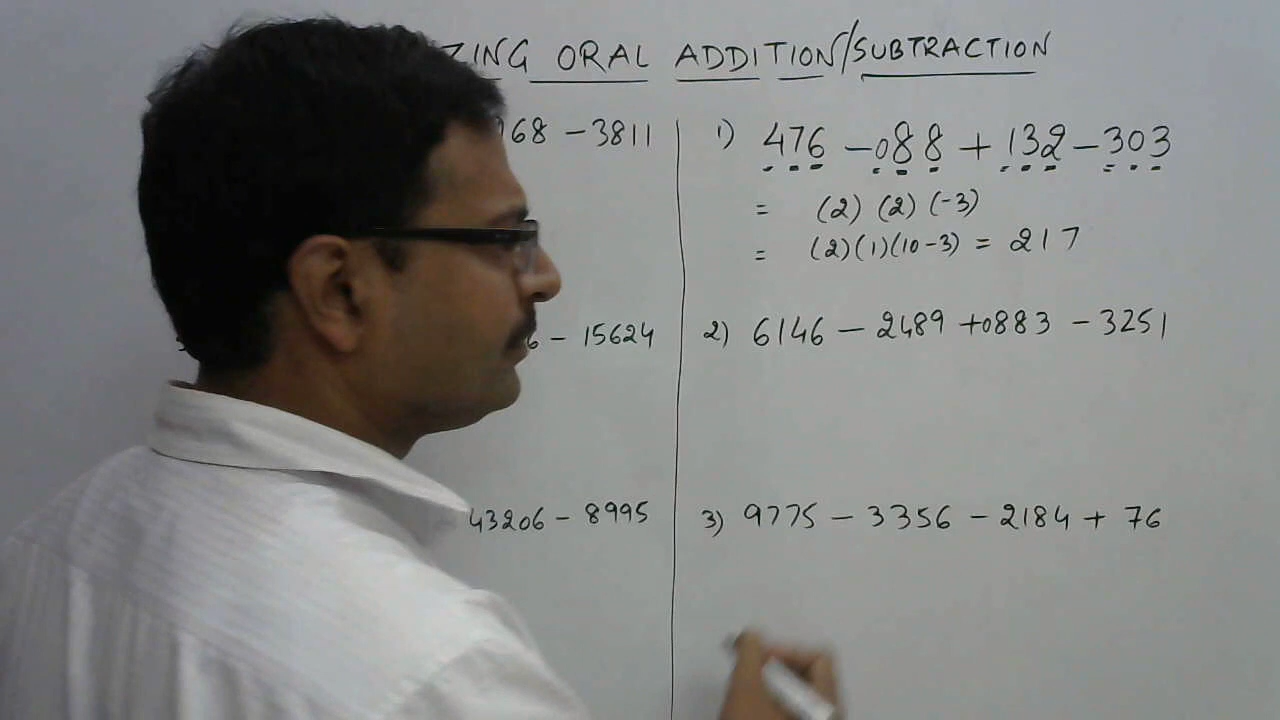 ZING ORAL ADDITION/SUBTRACTION
68 - 3811
6 - 15624
43206 - 8995
1) 476 - 088 + 132 - 303
= (2) (2) (-3)
= (2)(1)(10-3) = 217
2) 6146 - 2489 +0883 - 3251
3) 9775 - 3356 - 2184 + 76